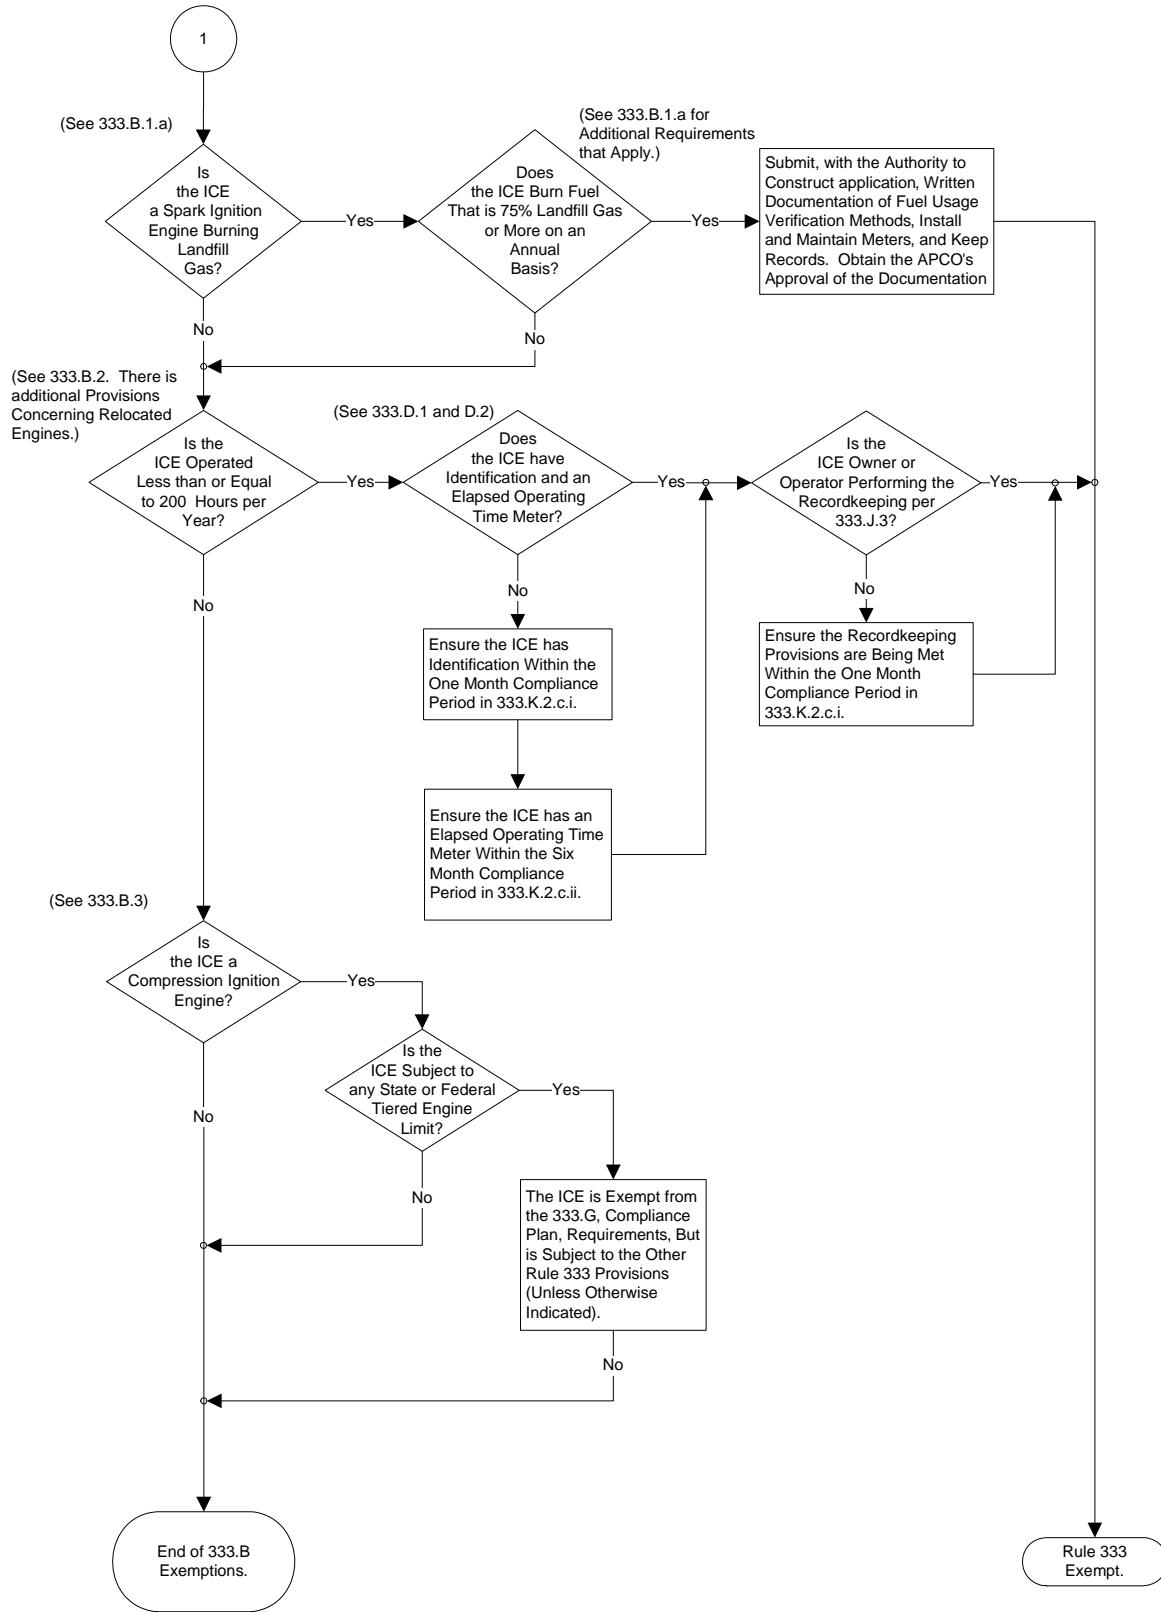 1
(See 333.B.1.a)
Is
the ICE
a Spark Ignition
Engine Burning
Landfill
Gas?
Yes
No
(See 333.B.1.a for
Additional Requirements
that Apply.)
Does
the ICE Burn Fuel
That is 75% Landfill Gas
or More on an
Annual
Basis?
Yes
No
Submit, with the Authority to
Construct application, Written
Documentation of Fuel Usage
Verification Methods, Install
and Maintain Meters, and Keep
Records.  Obtain the APCO's
Approval of the Documentation
(See 333.B.2.  There is
additional Provisions
Concerning Relocated
Engines.)
Is the
ICE Operated
Less than or Equal
to 200  Hours per
Year?
Yes
No
(See 333.D.1 and D.2)
Does
the ICE have
Identification and an
Elapsed Operating
Time Meter?
Yes
No
Is the
ICE Owner or
Operator Performing the
Recordkeeping per
333.J.3?
Yes
No
Ensure the ICE has
Identification Within the
One Month Compliance
Period in 333.K.2.c.i.
Ensure the Recordkeeping
Provisions are Being Met
Within the One Month
Compliance Period in
333.K.2.c.i.
Ensure the ICE has an
Elapsed Operating Time
Meter Within the Six
Month Compliance
Period in 333.K.2.c.ii.
(See 333.B.3)
Is
the ICE a
Compression Ignition
Engine?
Yes
No
Is the
ICE Subject to
any State or Federal
Tiered Engine
Limit?
Yes
No
The ICE is Exempt from
the 333.G, Compliance
Plan, Requirements, But
is Subject to the Other
Rule 333 Provisions
(Unless Otherwise
Indicated).
No
End of 333.B
Exemptions.
Rule 333
Exempt.